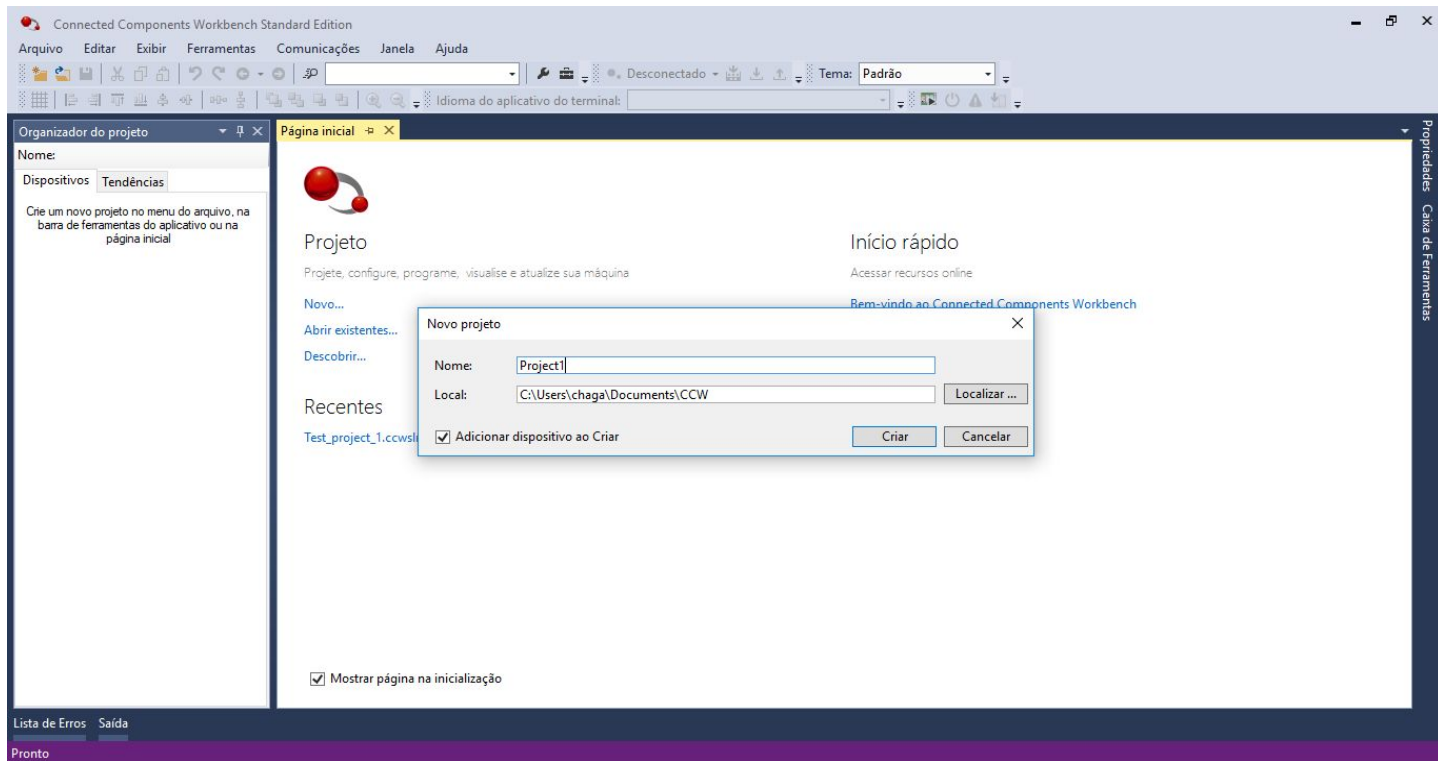 Connected Components Workbench Standard Edition
Arquivo Editar Exibir Ferramentas Comunicações Janela Ajuda
Desconectado Tema: Padrão
Idioma do aplicativo do terminal:
Organizador do projeto
Nome:
Dispositivos Tendências
Crie um novo projeto no menu do arquivo, na
barra de ferramentas do aplicativo ou na
página inicial
Página inicial
Projeto
Projete, configure, programe, visualise e atualize sua máquina
Novo...
Abrir existentes...
Descobrir...
Recentes
Test_project_1.ccwsl
Início rápido
Acessar recursos online
Bem-vindo ao Connected Components Workbench
Novo projeto
Nome: Project1
Local: C:\Users\chaga\Documents\CCW Localizar ...
Adicionar dispositivo ao Criar Criar Cancelar
Mostrar página na inicialização
Propriedades
Caixa de Ferramentas
Lista de Erros Saída
Pronto